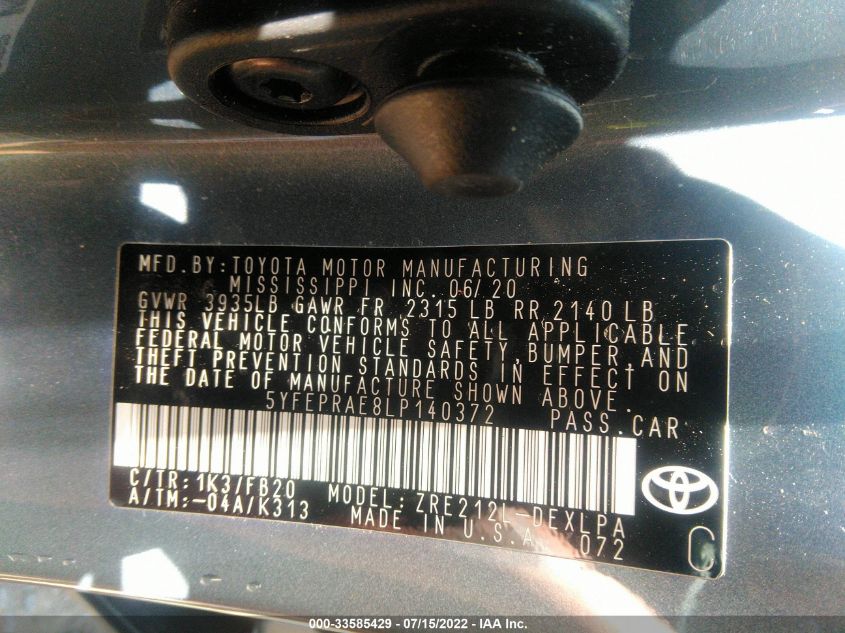 MFD.BY:TOYOTA MOTOR MANUFACTURING
MISSISSIPPI INC. 06/20
GVWR 3935LB GAWR FR 2315 LB RR 2140 LB
THIS VEHICLE CONFORMS TO ALL APPLICABLE
FEDERAL MOTOR VEHICLE SAFETY, BUMPER, AND
THEFT PREVENTION STANDARDS IN EFFECT ON
THE DATE OF MANUFACTURE SHOWN ABOVE.
5YFEPRAE8LP140372 PASS.CAR
C/TR: 1K3/FB20 MODEL: ZRE212L-DEXLPA
A/TM:-04A/K313 MADE IN U.S.A. 072
C
000-33585429 - 07/15/2022 - IAA Inc.